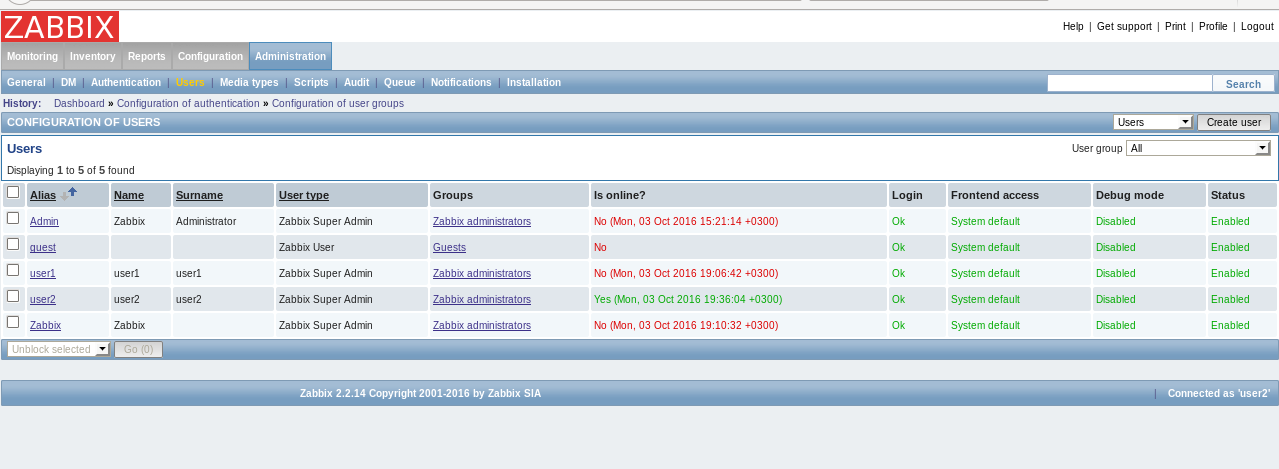 ZABBIX
Help | Get support | Print | Profile | Logout
Monitoring Inventory Reports Configuration Administration
General | DM | Authentication | Users | Media types | Scripts | Audit | Queue | Notifications | Installation Search
History: Dashboard » Configuration of authentication » Configuration of user groups
CONFIGURATION OF USERS Users Create user
Users User group All
Displaying 1 to 5 of 5 found
Alias Name Surname User type Groups Is online? Login Frontend access Debug mode Status
Admin Zabbix Administrator Zabbix Super Admin Zabbix administrators No (Mon, 03 Oct 2016 15:21:14 +0300) Ok System default Disabled Enabled
guest Zabbix User Guests No Ok System default Disabled Enabled
user1 user1 user1 Zabbix Super Admin Zabbix administrators No (Mon, 03 Oct 2016 19:06:42 +0300) Ok System default Disabled Enabled
user2 user2 user2 Zabbix Super Admin Zabbix administrators Yes (Mon, 03 Oct 2016 19:36:04 +0300) Ok System default Disabled Enabled
Zabbix Zabbix Zabbix Super Admin Zabbix administrators No (Mon, 03 Oct 2016 19:10:32 +0300) Ok System default Disabled Enabled
Unblock selected Go (0)
Zabbix 2.2.14 Copyright 2001-2016 by Zabbix SIA | Connected as 'user2'